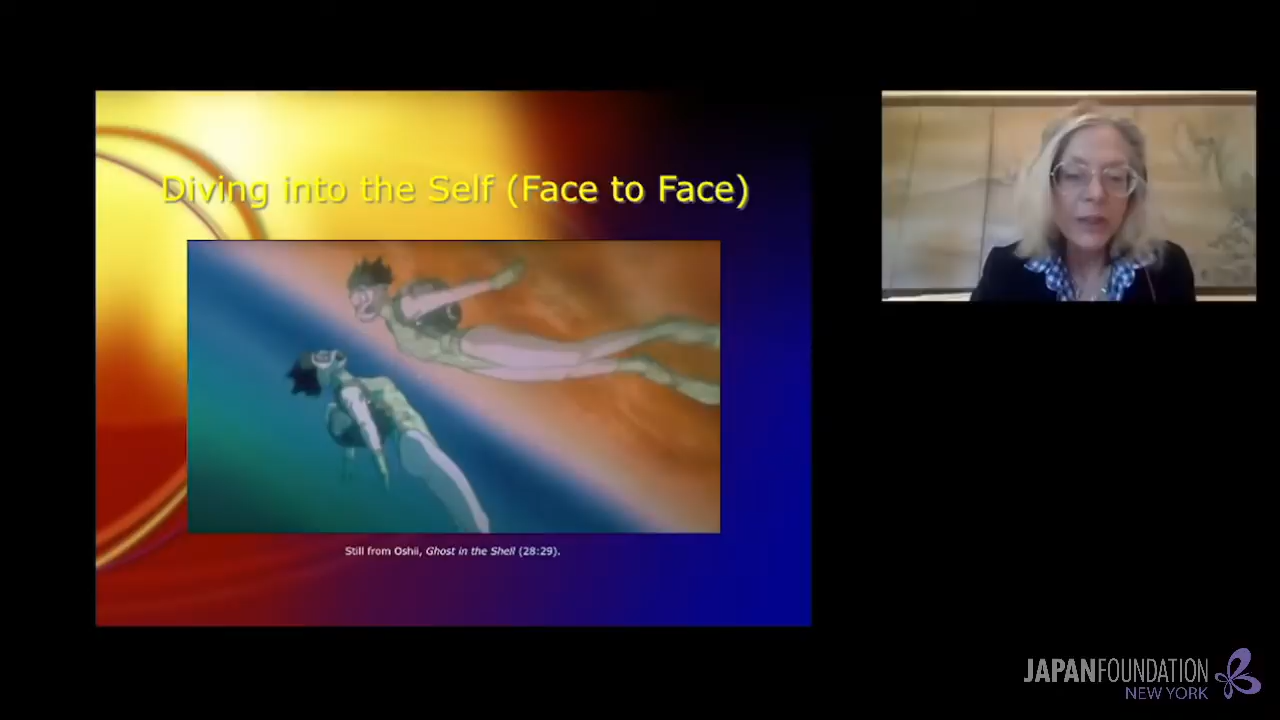 Diving into the Self (Face to Face)
Still from Oshii, Ghost in the Shell (28:29).
JAPANFOUNDATION
NEW YORK